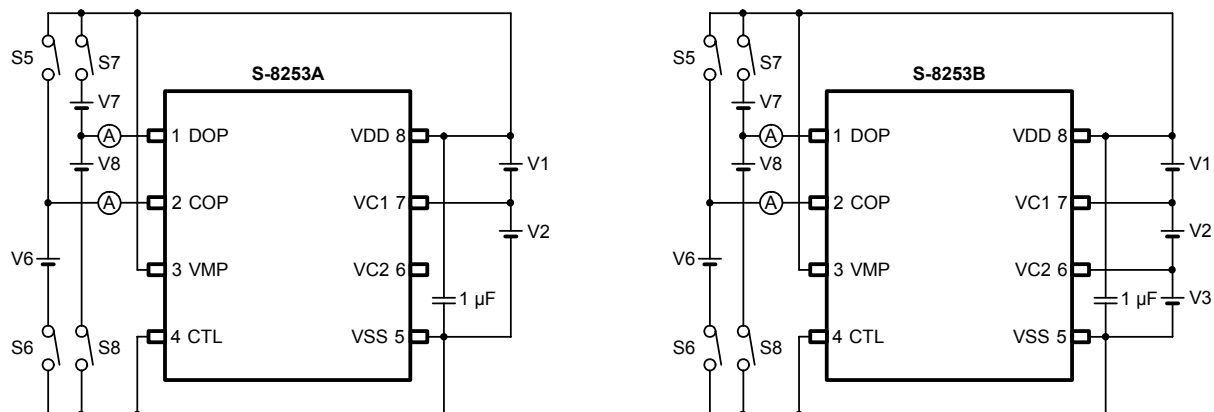 S-8253A
S5
S7
V7
A
1 DOP
VDD 8
V8
V1
A
2 COP
VC1 7
V2
V6
3 VMP
VC2 6
1 µF
S6
S8
4 CTL
VSS 5
S-8253B
S5
S7
V7
A
1 DOP
VDD 8
V8
V1
A
2 COP
VC1 7
V2
V6
3 VMP
VC2 6
1 µF
V3
S6
S8
4 CTL
VSS 5